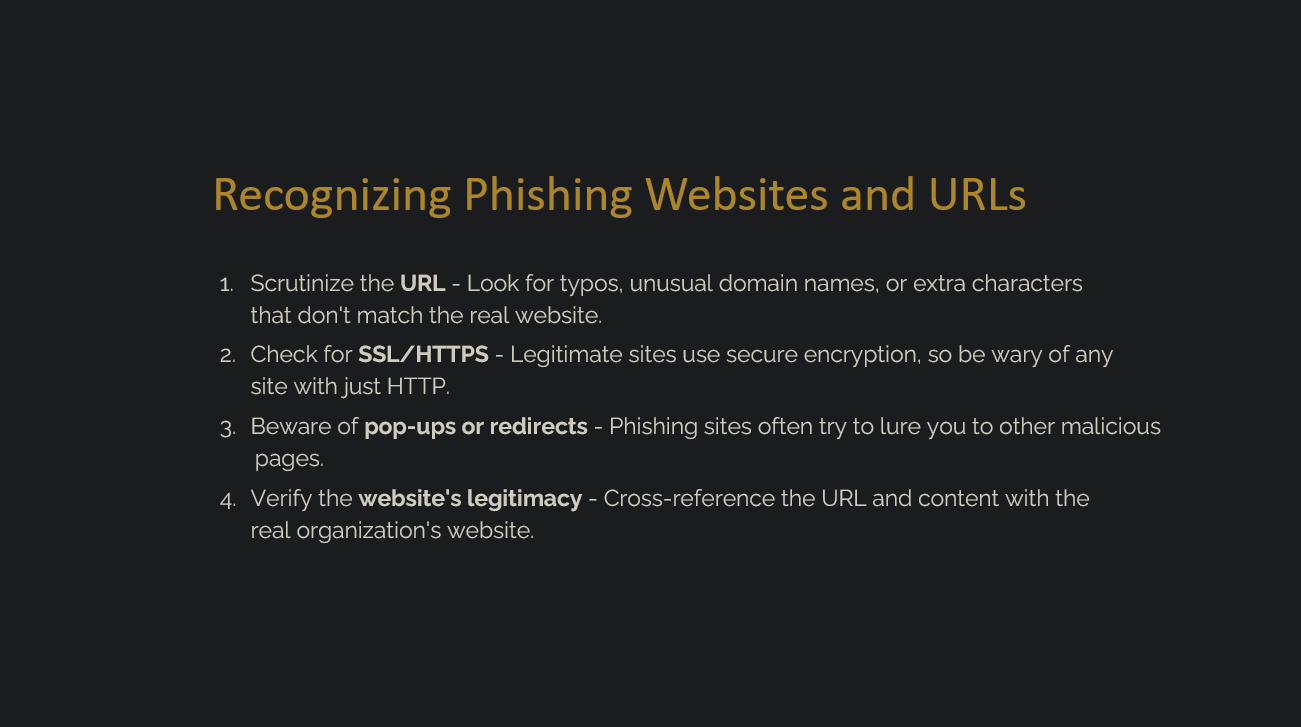 Recognizing Phishing Websites and URLs
1. Scrutinize the URL - Look for typos, unusual domain names, or extra characters
that don't match the real website.
2. Check for SSL/HTTPS - Legitimate sites use secure encryption, so be wary of any
site with just HTTP.
3. Beware of pop-ups or redirects - Phishing sites often try to lure you to other malicious
pages.
4. Verify the website's legitimacy - Cross-reference the URL and content with the
real organization's website.